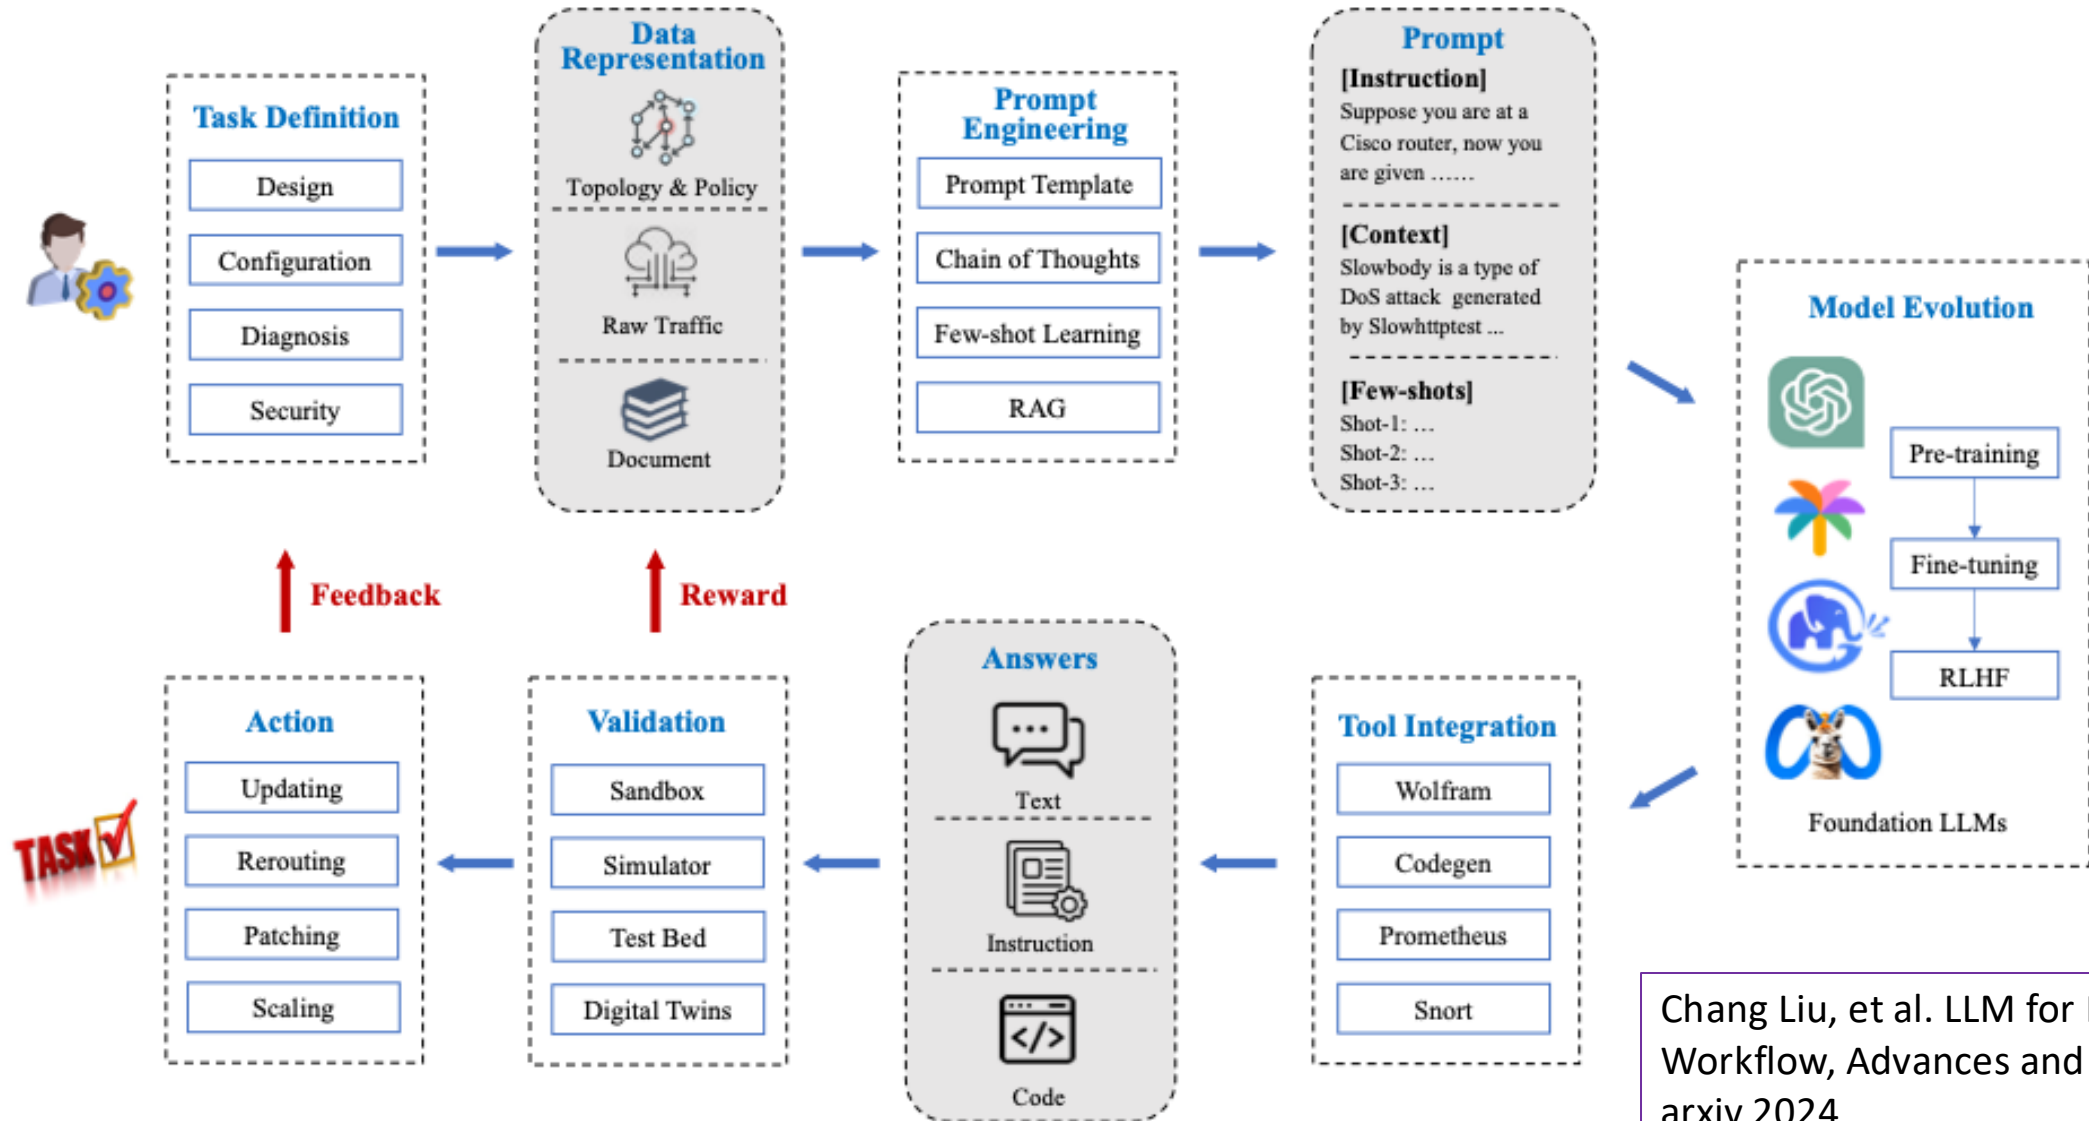 Task Definition
Design
Configuration
Diagnosis
Security
Data
Representation
Topology & Policy
Raw Traffic
Document
Prompt
Engineering
Prompt Template
Chain of Thoughts
Few-shot Learning
RAG
Prompt
[Instruction]
Suppose you are at a
Cisco router, now you
are given ……
[Context]
Slowbody is a type of
DoS attack generated
by Slowhttptest ...
[Few-shots]
Shot-1: …
Shot-2: …
Shot-3: …
Model Evolution
Pre-training
Fine-tuning
RLHF
Foundation LLMs
Feedback
Reward
TASK
Action
Updating
Rerouting
Patching
Scaling
Validation
Sandbox
Simulator
Test Bed
Digital Twins
Answers
Text
Instruction
</>
Code
Tool Integration
Wolfram
Codegen
Prometheus
Snort
Chang Liu, et al. LLM for
Workflow, Advances and
arxiv 2024